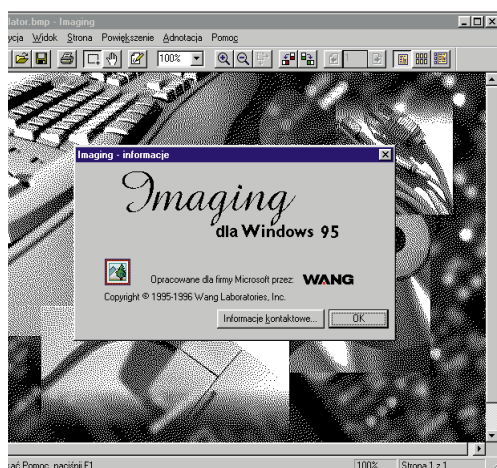 lator.bmp - Imaging
ycja Widok Strona Powiększenie Adnotacja Pomoc
100%
1
Imaging - informacje
Imaging
dla Windows 95
Opracowane dla firmy Microsoft przez: WANG
Copyright © 1995-1996 Wang Laboratories, Inc.
Informacje kontaktowe...
OK
ać Pomoc, naciśnij F1
100%
Strona 1 z 1